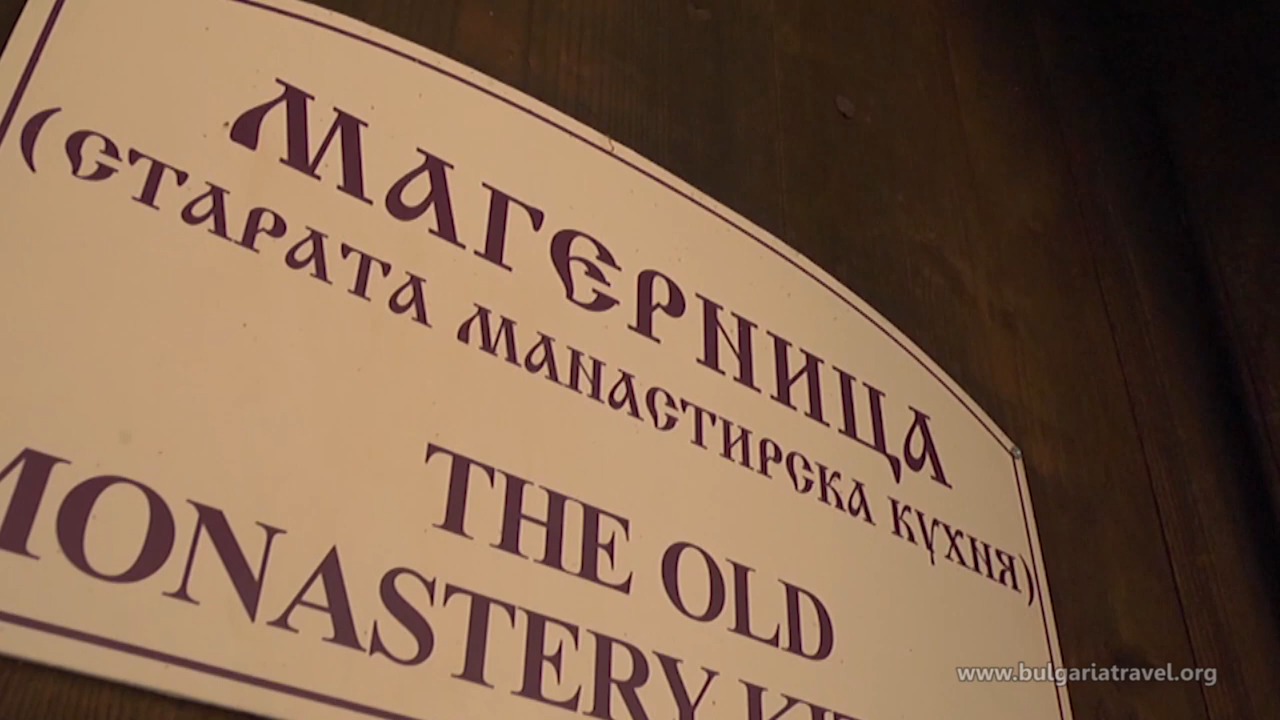 МАГЕРНИЦА
(СТАРАТА МАНАСТИРСКА КУХНЯ)
THE OLD
MONASTERY
www.bulgariatravel.org